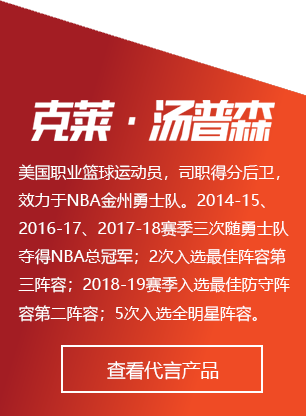 克莱·汤普森
美国职业篮球运动员，司职得分后卫，
效力于NBA金州勇士队。2014-15、
2016-17、2017-18赛季三次随勇士队
夺得NBA总冠军；2次入选最佳阵容第
三阵容；2018-19赛季入选最佳防守阵
容第二阵容；5次入选全明星阵容。
查看代言产品